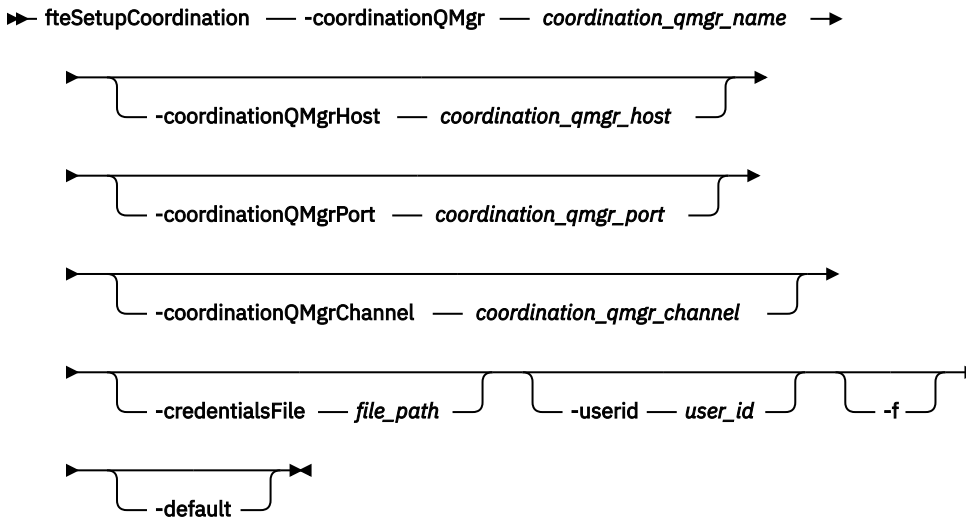 fteSetupCoordination -coordinationQMgr coordination_qmgr_name
-coordinationQMgrHost coordination_qmgr_host
-coordinationQMgrPort coordination_qmgr_port
-coordinationQMgrChannel coordination_qmgr_channel
-credentialsFile file_path -userid user_id -f
-default